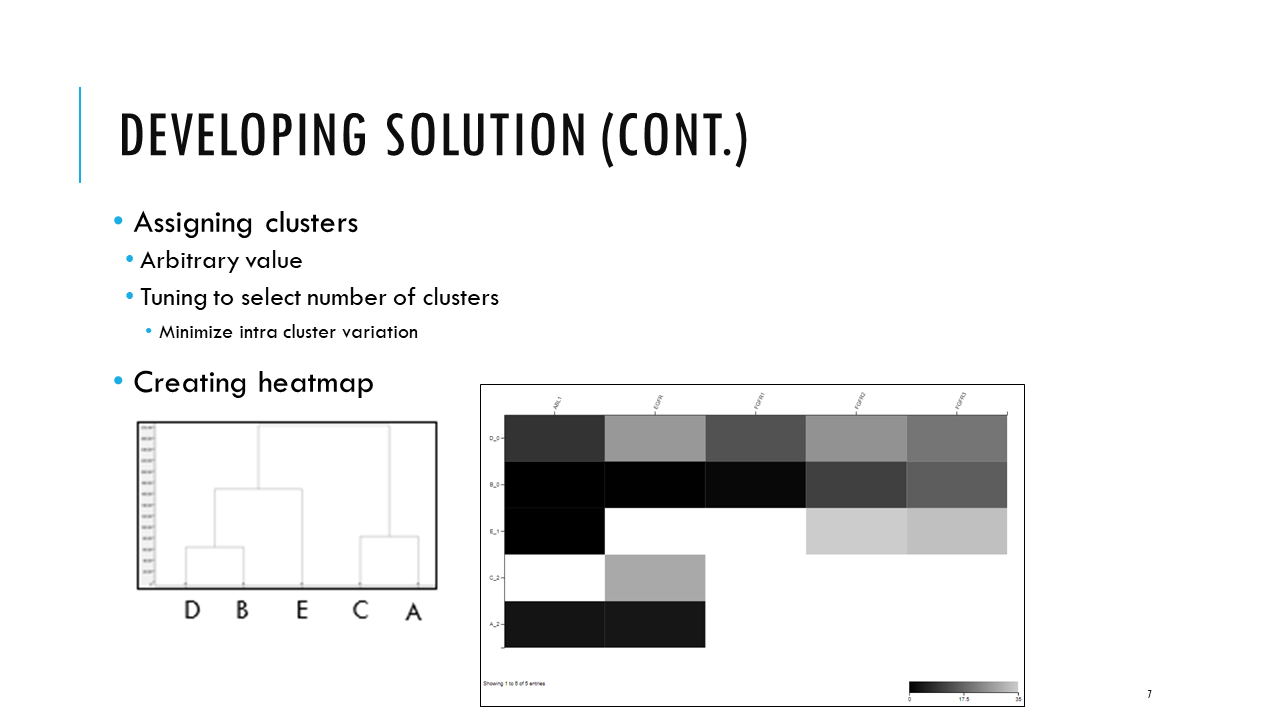 DEVELOPING SOLUTION (CONT.)
• Assigning clusters
• Arbitrary value
• Tuning to select number of clusters
• Minimize intra cluster variation
• Creating heatmap
D B E C A
ABL1 EGFR FGFR1 FGFR2 FGFR3
D_0
B_0
E_1
C_2
A_2
Showing 1 to 5 of 5 entries
0 17.5 35
7